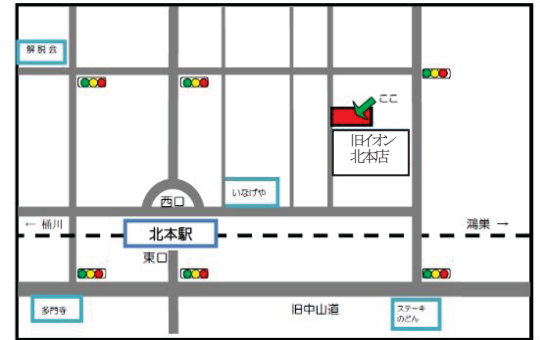 解脱会
ここ
旧イオン
北本店
いなげや
西口
← 桶川
鴻巣 →
北本駅
東口
多門寺
旧中山道
ステーキ
のどん